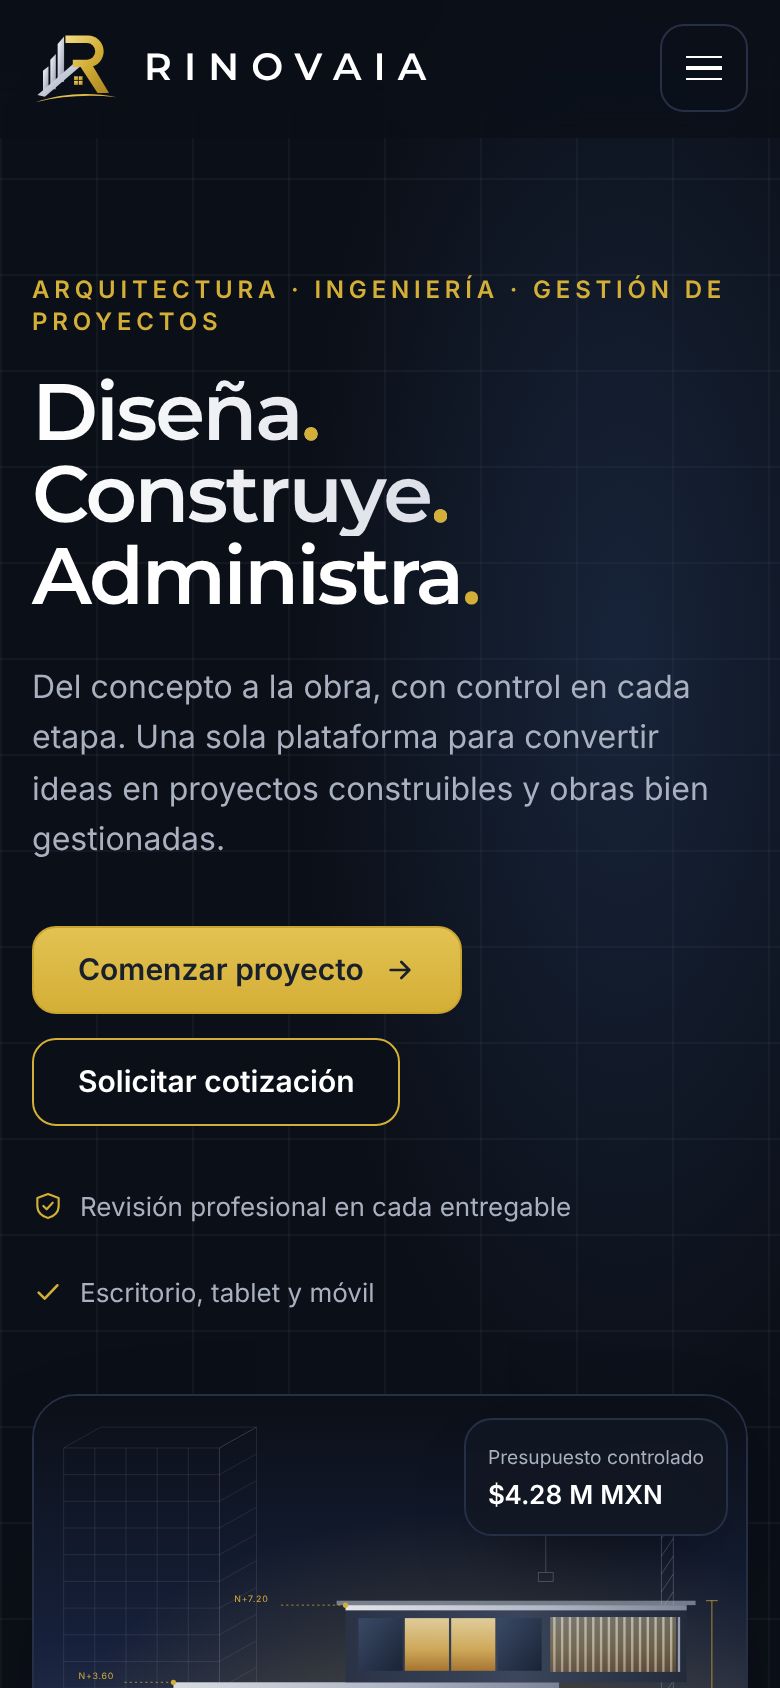 RINOVAIA
ARQUITECTURA · INGENIERÍA · GESTIÓN DE
PROYECTOS
Diseña.
Construye.
Administra.
Del concepto a la obra, con control en cada
etapa. Una sola plataforma para convertir
ideas en proyectos construibles y obras bien
gestionadas.
Comenzar proyecto →
Solicitar cotización
Revisión profesional en cada entregable
Escritorio, tablet y móvil
Presupuesto controlado
$4.28 M MXN
N+7.20
N+3.60